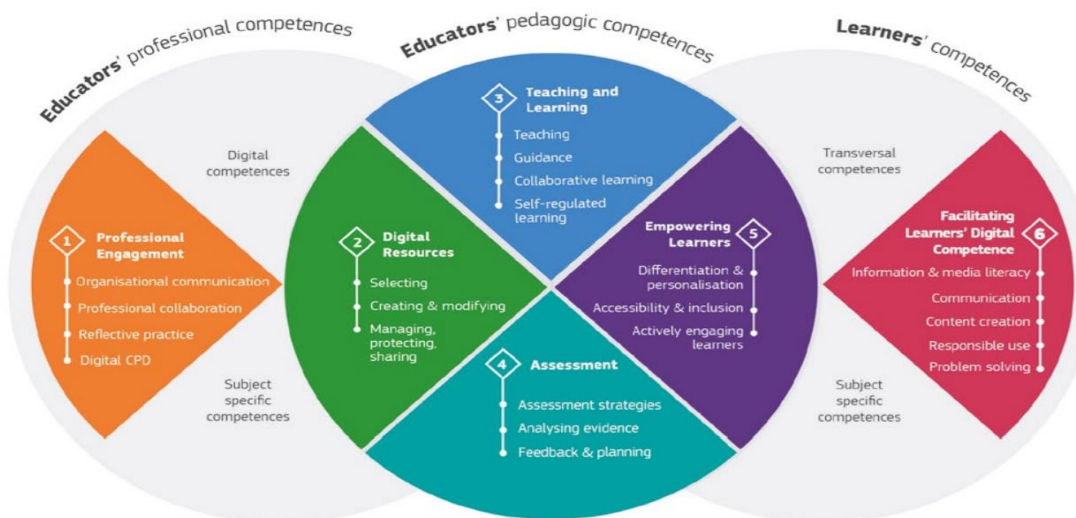 Educators' professional competences
Educators' pedagogic competences
Learners' competences
Digital
competences
Subject
specific
competences
1
Professional
Engagement
Organisational communication
Professional collaboration
Reflective practice
Digital CPD
2
Digital
Resources
Selecting
Creating & modifying
Managing,
protecting,
sharing
3
Teaching and
Learning
Teaching
Guidance
Collaborative learning
Self-regulated
learning
4
Assessment
Assessment strategies
Analysing evidence
Feedback & planning
Empowering
Learners
5
Differentiation &
personalisation
Accessibility & inclusion
Actively engaging
learners
Transversal
competences
Subject
specific
competences
Facilitating
Learners' Digital
Competence
6
Information & media literacy
Communication
Content creation
Responsible use
Problem solving